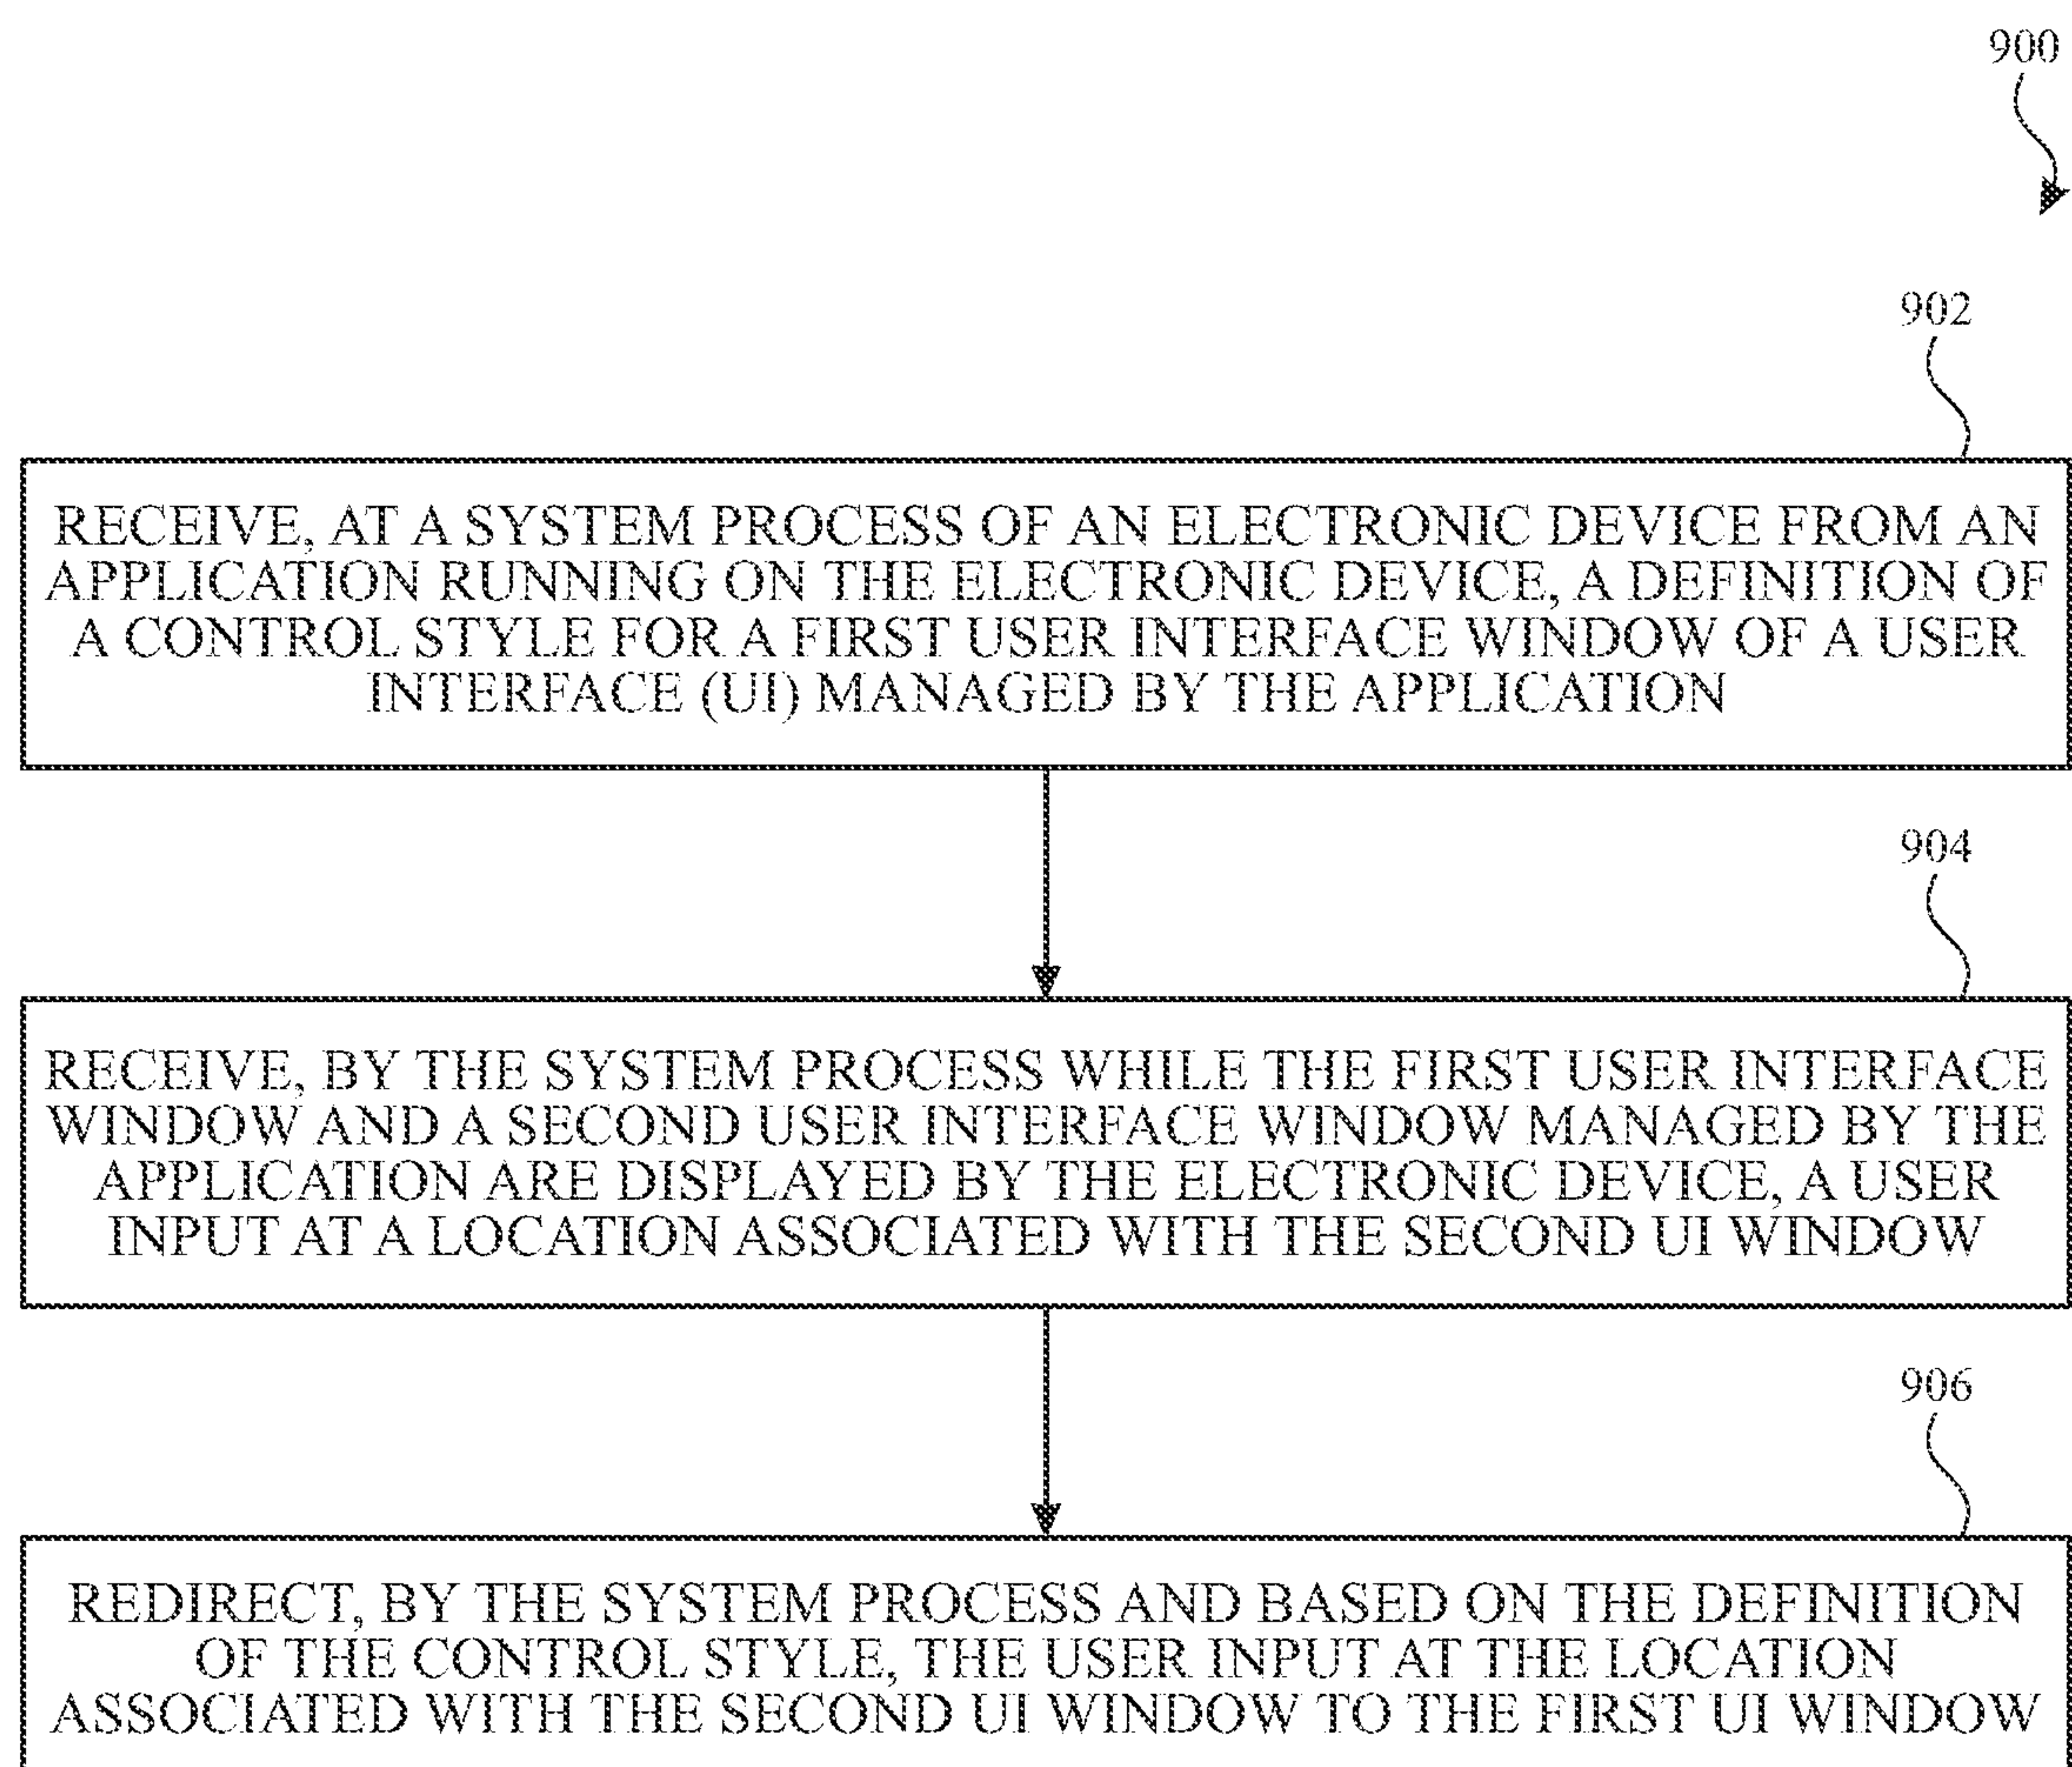 900
902
RECEIVE, AT A SYSTEM PROCESS OF AN ELECTRONIC DEVICE FROM AN
APPLICATION RUNNING ON THE ELECTRONIC DEVICE, A DEFINITION OF
A CONTROL STYLE FOR A FIRST USER INTERFACE WINDOW OF A USER
INTERFACE (UI) MANAGED BY THE APPLICATION
904
RECEIVE, BY THE SYSTEM PROCESS WHILE THE FIRST USER INTERFACE
WINDOW AND A SECOND USER INTERFACE WINDOW MANAGED BY THE
APPLICATION ARE DISPLAYED BY THE ELECTRONIC DEVICE, A USER
INPUT AT A LOCATION ASSOCIATED WITH THE SECOND UI WINDOW
906
REDIRECT, BY THE SYSTEM PROCESS AND BASED ON THE DEFINITION
OF THE CONTROL STYLE, THE USER INPUT AT THE LOCATION
ASSOCIATED WITH THE SECOND UI WINDOW TO THE FIRST UI WINDOW